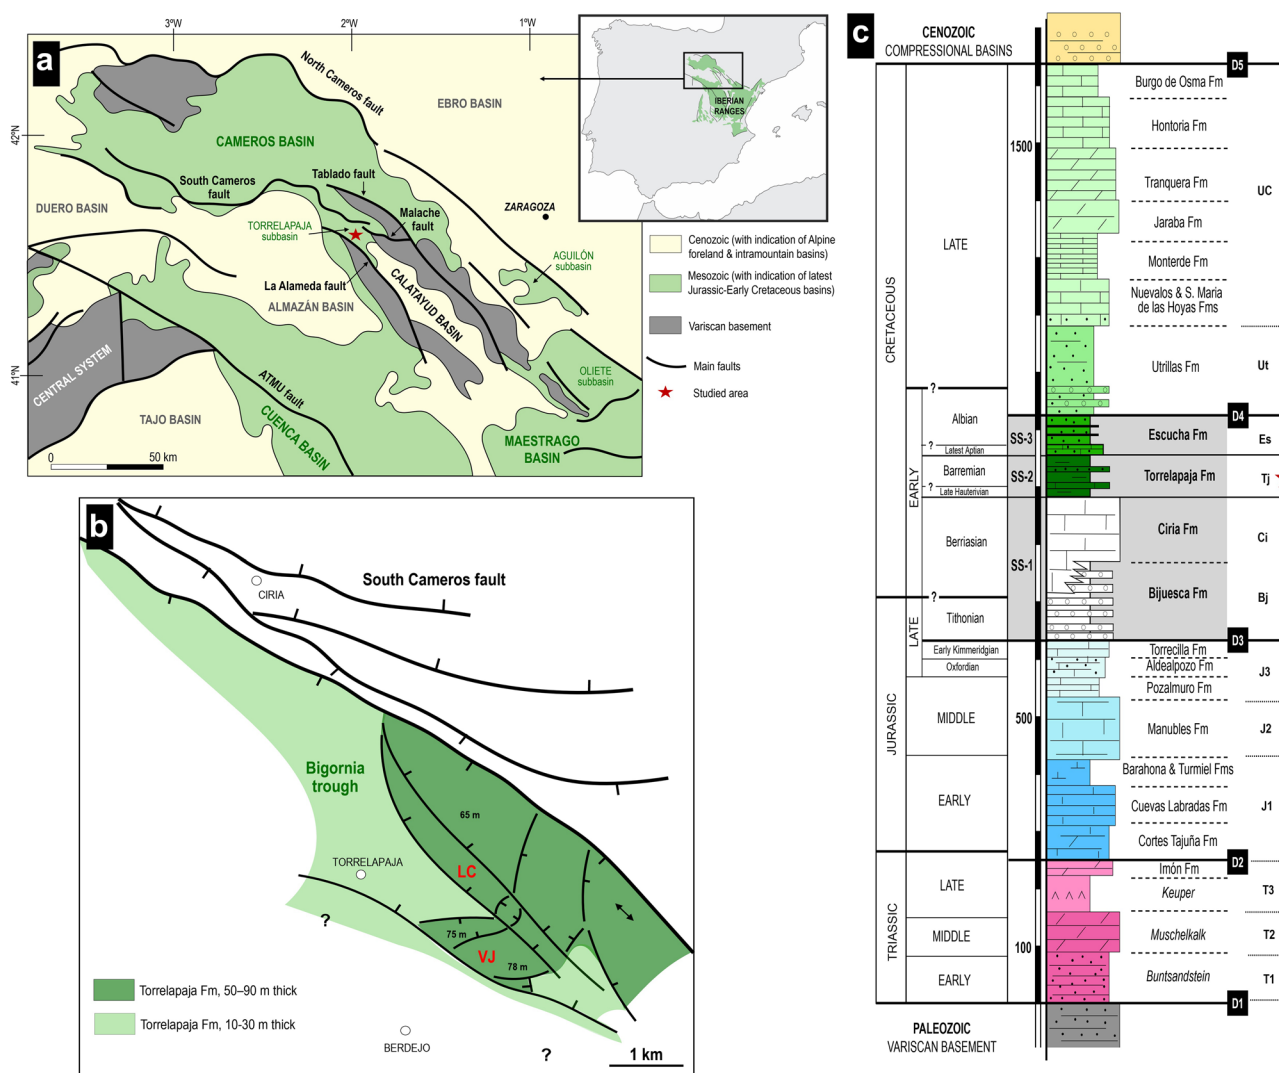 a
3ºW
2ºW
1ºW
42ºN
41ºN
North Cameros fault
EBRO BASIN
CAMEROS BASIN
Tablado fault
South Cameros
fault
DUERO BASIN
TORRELAPAJA
subbasin
Malache
fault
ZARAGOZA
La Alameda fault
ALMAZÁN BASIN
CALATAYUD BASIN
AGUILÓN
subbasin
CENTRAL SYSTEM
ATMU fault
TAJO BASIN
CUENCA BASIN
OLIETE
subbasin
MAESTRAGO
BASIN
0
50 km
IBERIAN
RANGES
Cenozoic (with indication of Alpine
foreland & intramountain basins)
Mesozoic (with indication of latest
Jurassic-Early Cretaceous basins)
Variscan basement
Main faults
Studied area
b
South Cameros fault
CIRIA
Bigornia
trough
65 m
LC
TORRELAPAJA
?
75 m
VJ
78 m
Torrelapaja Fm, 50–90 m thick
Torrelapaja Fm, 10-30 m thick
BERDEJO
?
1 km
c
CENOZOIC
COMPRESSIONAL BASINS
D5
Burgo de Osma Fm
Hontoria Fm
1500
Tranquera Fm
UC
Jaraba Fm
LATE
Monterde Fm
CRETACEOUS
Nuevalos & S. Maria
de las Hoyas Fms
Utrillas Fm
Ut
?
D4
Albian
SS-3
Escucha Fm
Es
?
Latest Aptian
EARLY
Barremian
SS-2
Torrelapaja Fm
Tj
?
Late Hauterivian
Berriasian
Ciria Fm
Ci
SS-1
Bijuesca Fm
Bj
?
Tithonian
D3
LATE
Early Kimmeridgian
Torrecilla Fm
Oxfordian
Aldealpozo Fm
J3
Pozalmuro Fm
JURASSIC
MIDDLE
500
Manubles Fm
J2
Barahona & Turmiel Fms
EARLY
Cuevas Labradas Fm
J1
Cortes Tajuña Fm
D2
Imón Fm
LATE
Keuper
T3
TRIASSIC
MIDDLE
100
Muschelkalk
T2
EARLY
Buntsandstein
T1
D1
PALEOZOIC
VARISCAN BASEMENT